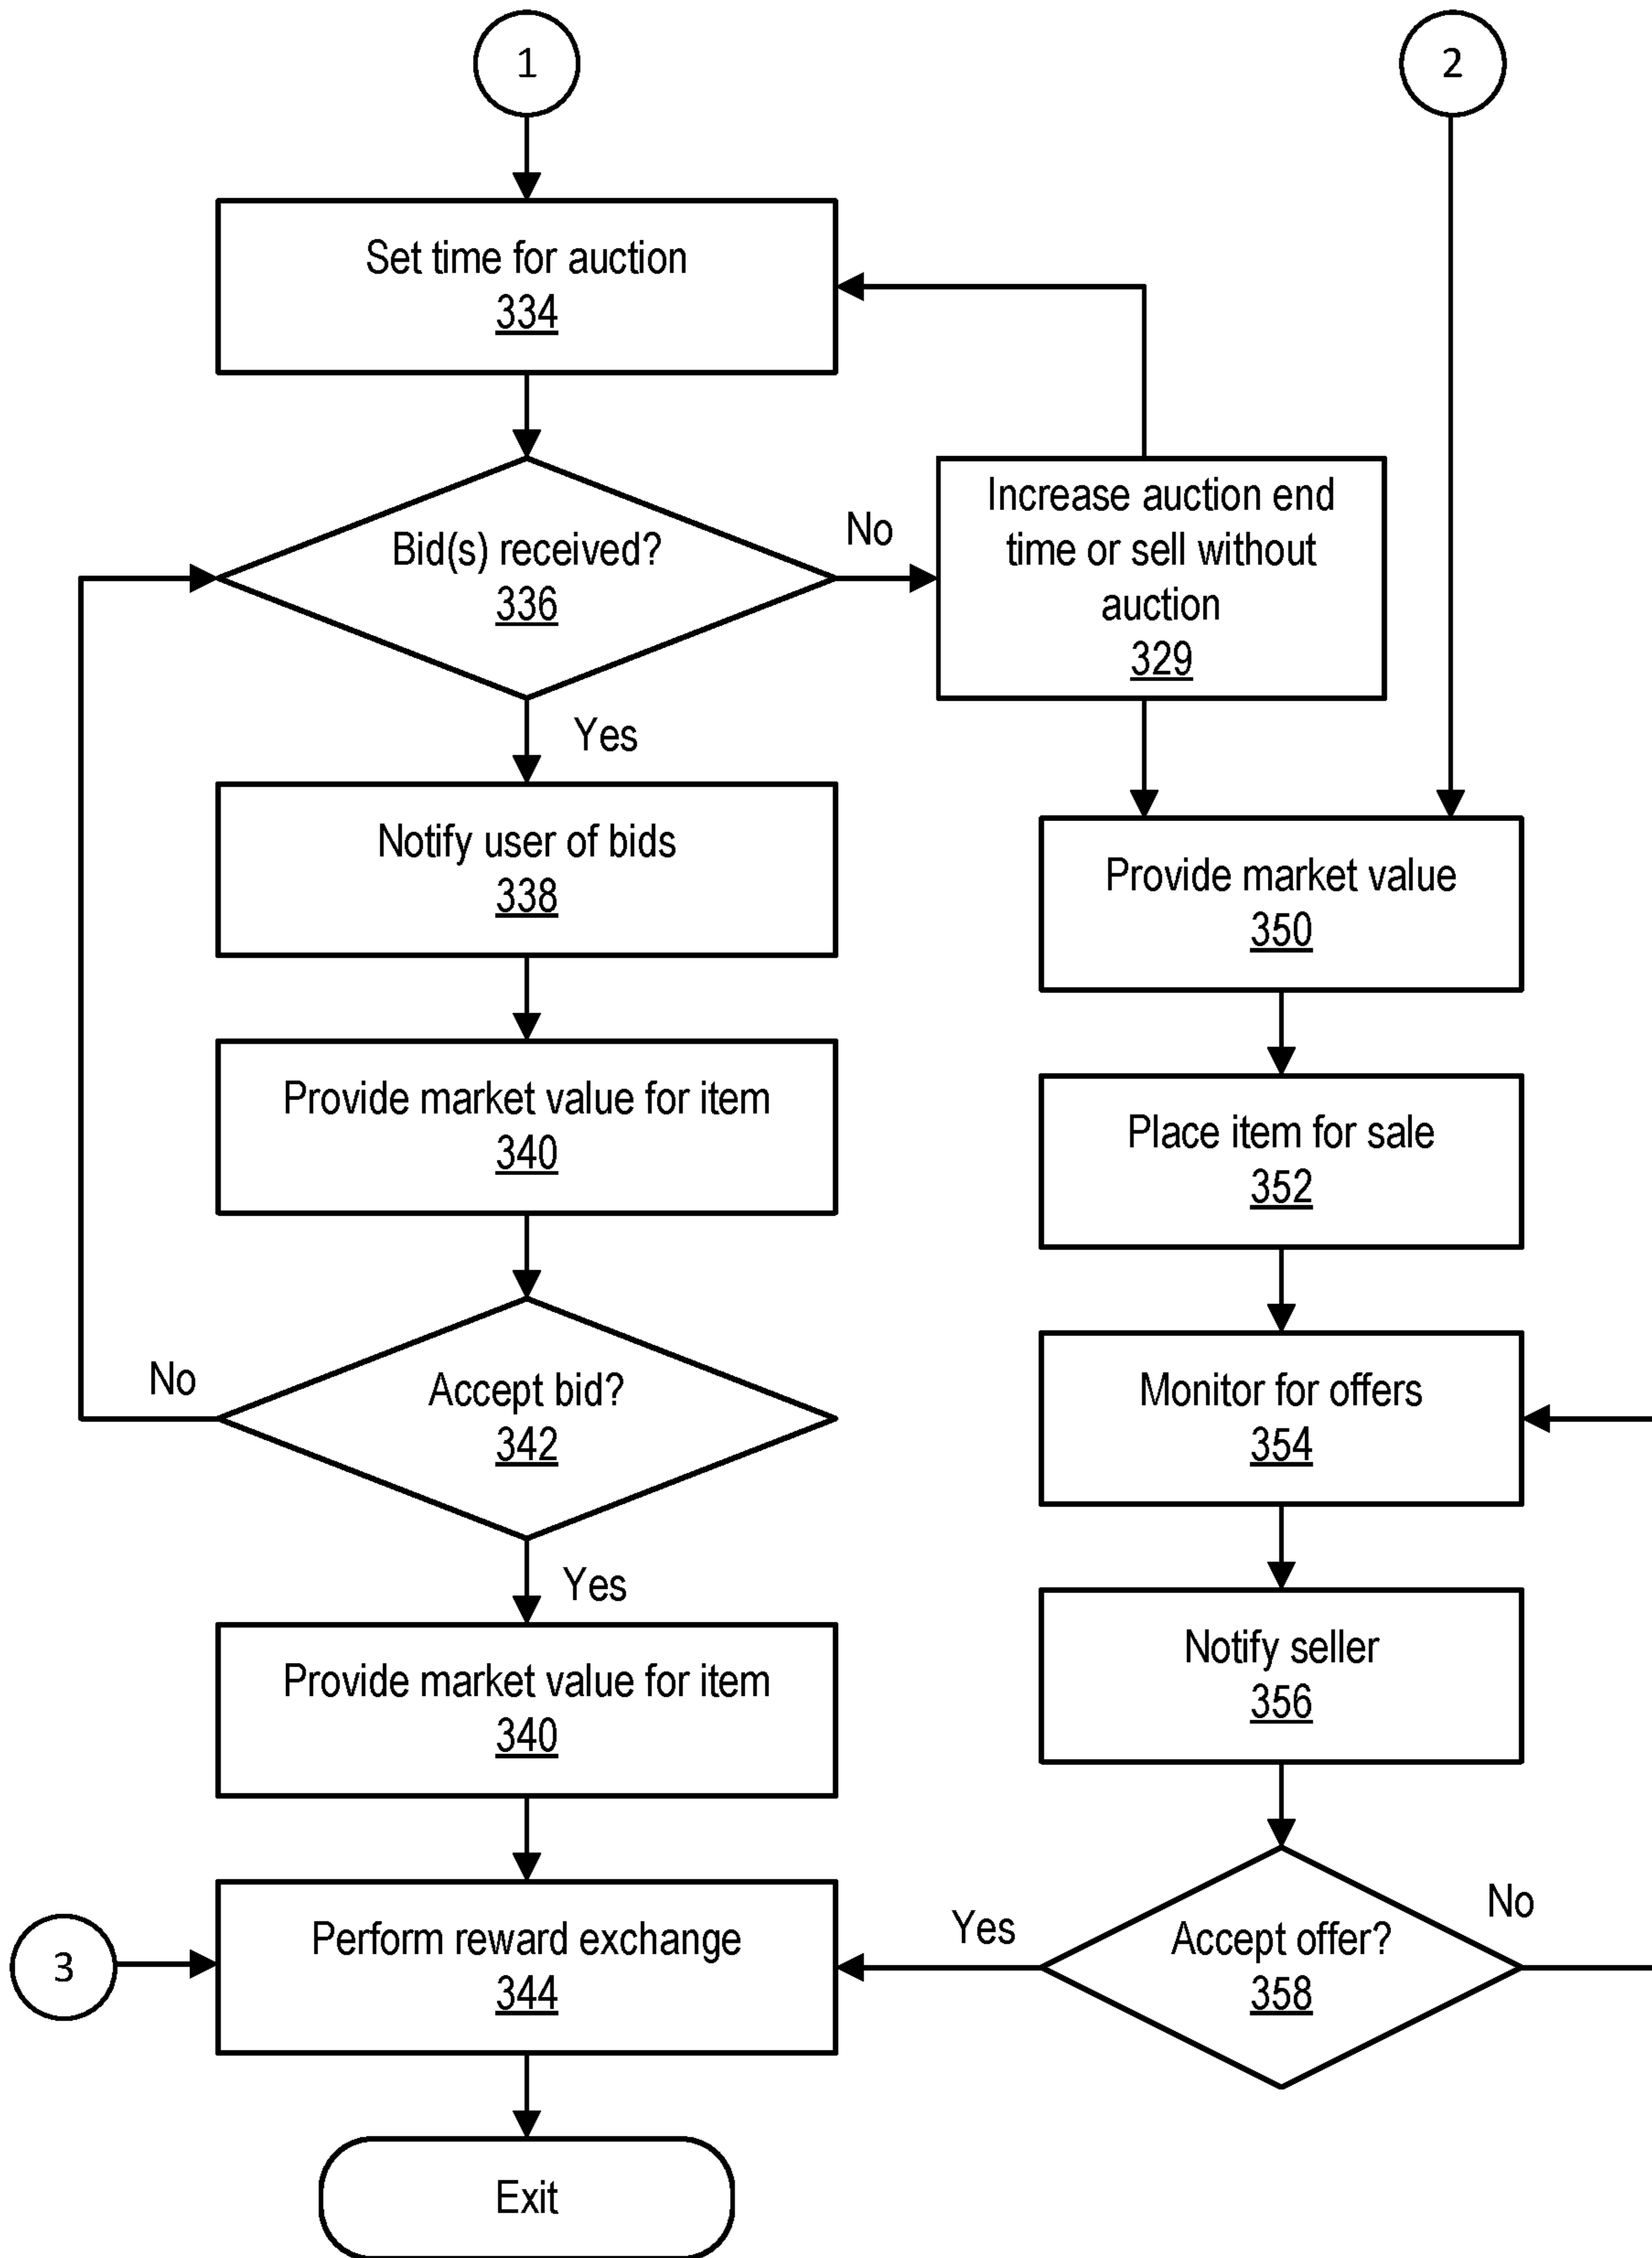 1
2
Set time for auction
334
Bid(s) received?
336
No
Increase auction end
time or sell without
auction
329
Yes
Notify user of bids
338
Provide market value
350
Provide market value for item
340
Place item for sale
352
No
Accept bid?
342
Monitor for offers
354
Yes
Provide market value for item
340
Notify seller
356
3
Perform reward exchange
344
Yes
Accept offer?
358
No
Exit